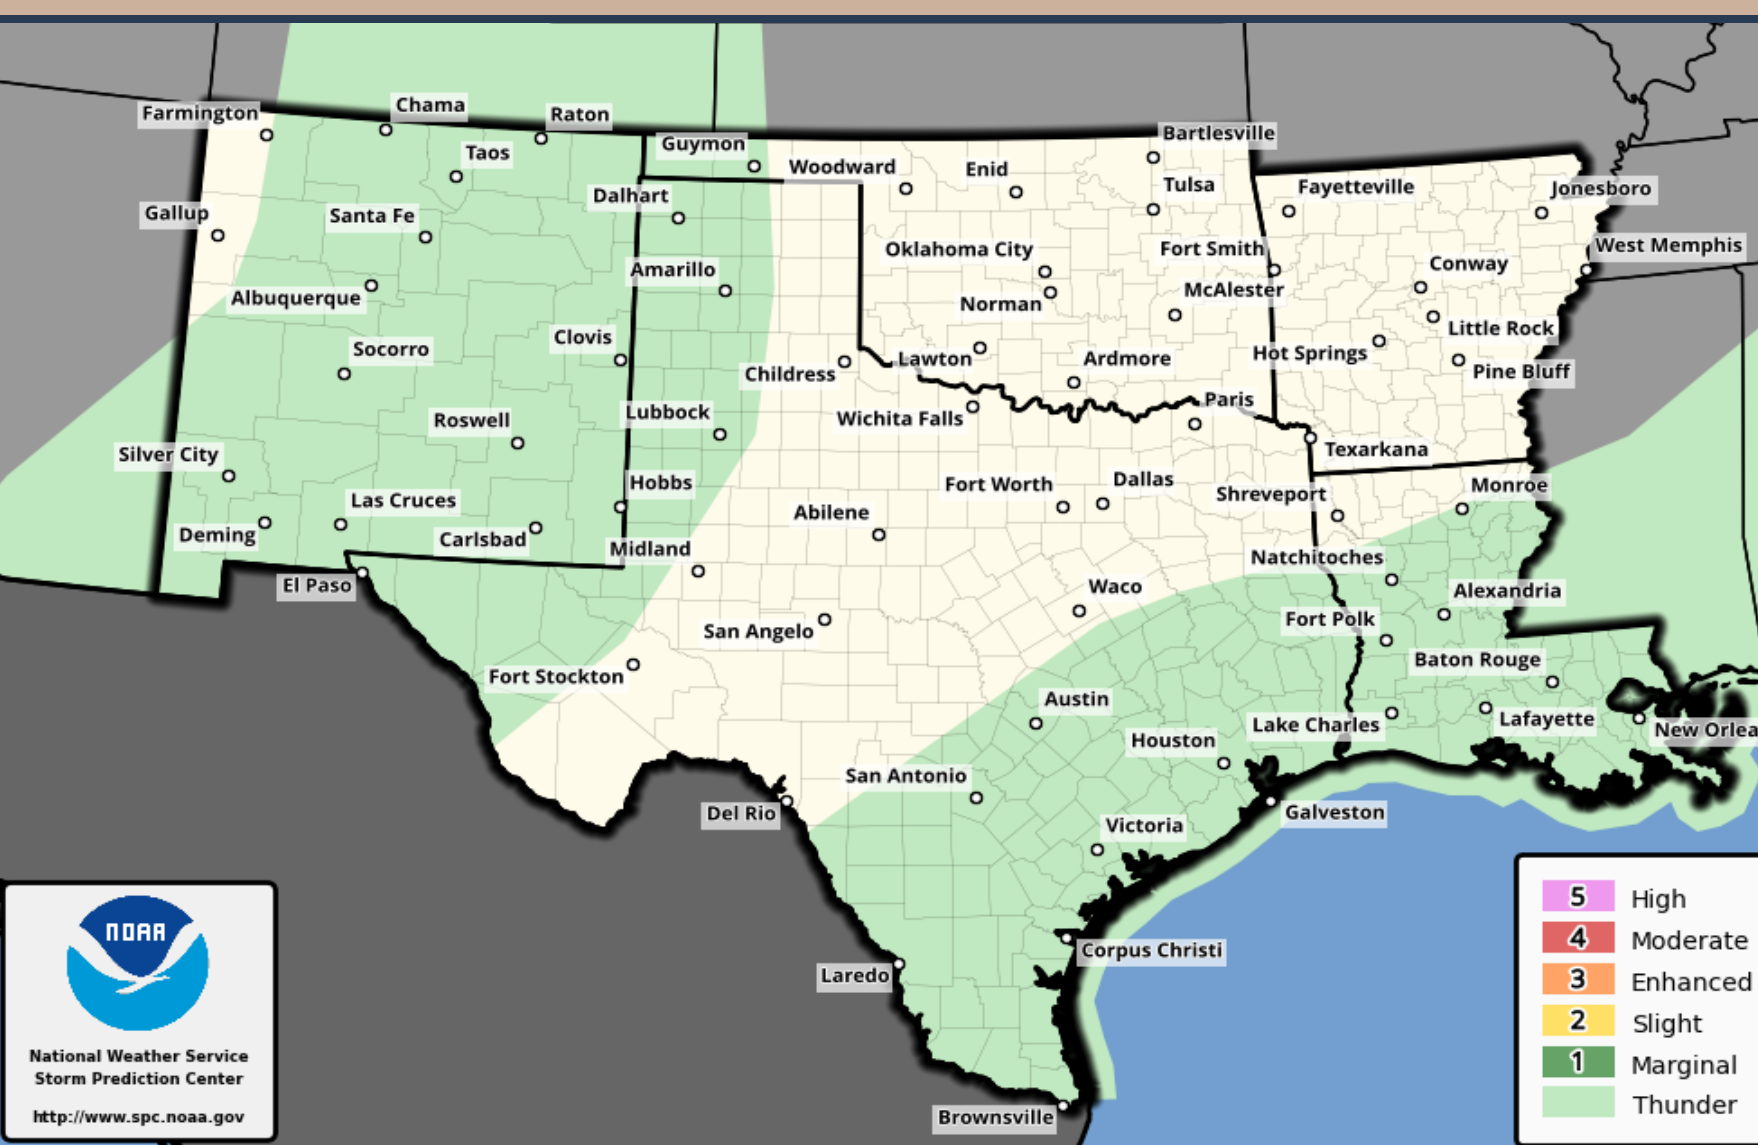 Farmington
Chama
Raton
Bartlesville
Guymon
Taos
Woodward
Enid
Tulsa
Fayetteville
Jonesboro
Dalhart
Gallup
Santa Fe
West Memphis
Oklahoma City
Fort Smith
Conway
Amarillo
McAlester
Albuquerque
Norman
Little Rock
Clovis
Socorro
Childress
Lawton
Ardmore
Hot Springs
Pine Bluff
Paris
Roswell
Lubbock
Wichita Falls
Silver City
Texarkana
Hobbs
Fort Worth
Dallas
Shreveport
Monroe
Las Cruces
Abilene
Deming
Carlsbad
Midland
Natchitoches
El Paso
Waco
Alexandria
San Angelo
Fort Polk
Fort Stockton
Baton Rouge
Austin
Lake Charles
Lafayette
New Orlea
Houston
San Antonio
Del Rio
Galveston
Victoria
Corpus Christi
Laredo
Brownsville
NOAA
National Weather Service
Storm Prediction Center
http://www.spc.noaa.gov
5 High
4 Moderate
3 Enhanced
2 Slight
1 Marginal
Thunder